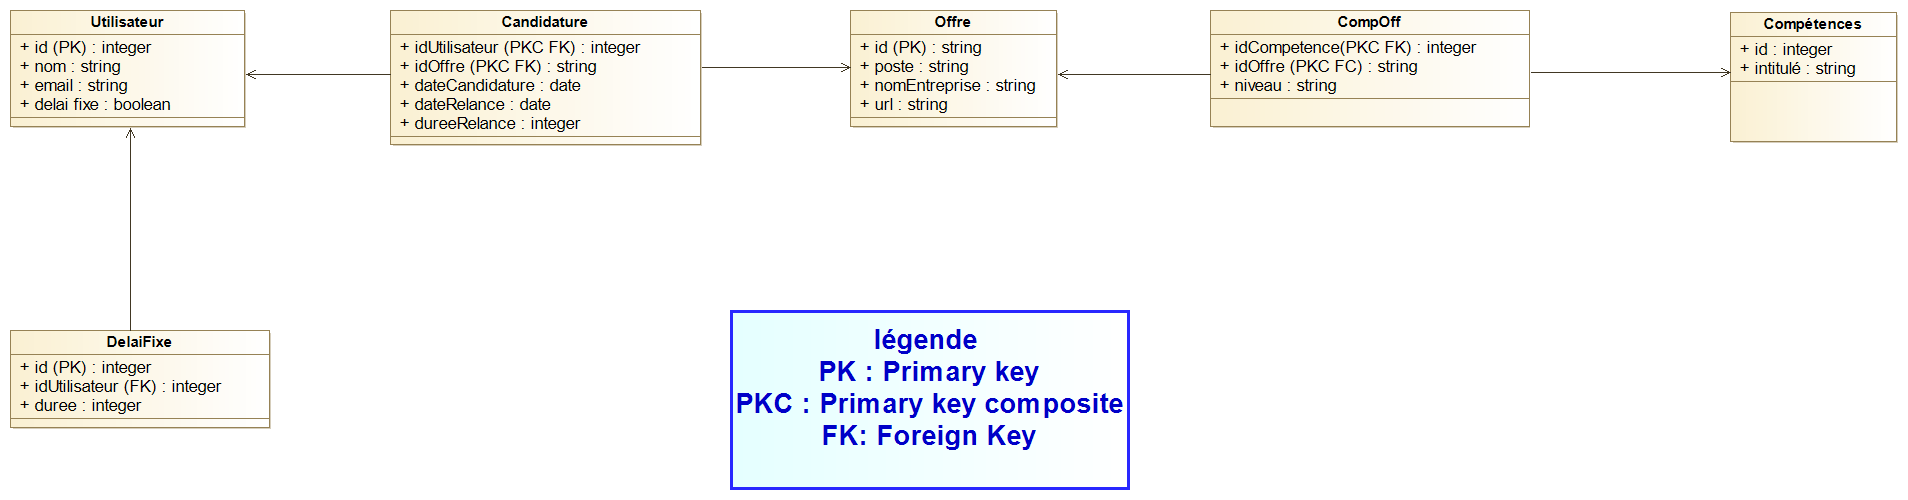 Utilisateur
+ id (PK) : integer
+ nom : string
+ email : string
+ delai fixe : boolean
Candidature
+ idUtilisateur (PKC FK) : integer
+ idOffre (PKC FK) : string
+ dateCandidature : date
+ dateRelance : date
+ dureeRelance : integer
Offre
+ id (PK) : string
+ poste : string
+ nomEntreprise : string
+ url : string
CompOff
+ idCompetence(PKC FK) : integer
+ idOffre (PKC FC) : string
+ niveau : string
Compétences
+ id : integer
+ intitulé : string
DelaiFixe
+ id (PK) : integer
+ idUtilisateur (FK) : integer
+ duree : integer
légende
PK : Primary key
PKC : Primary key composite
FK: Foreign Key